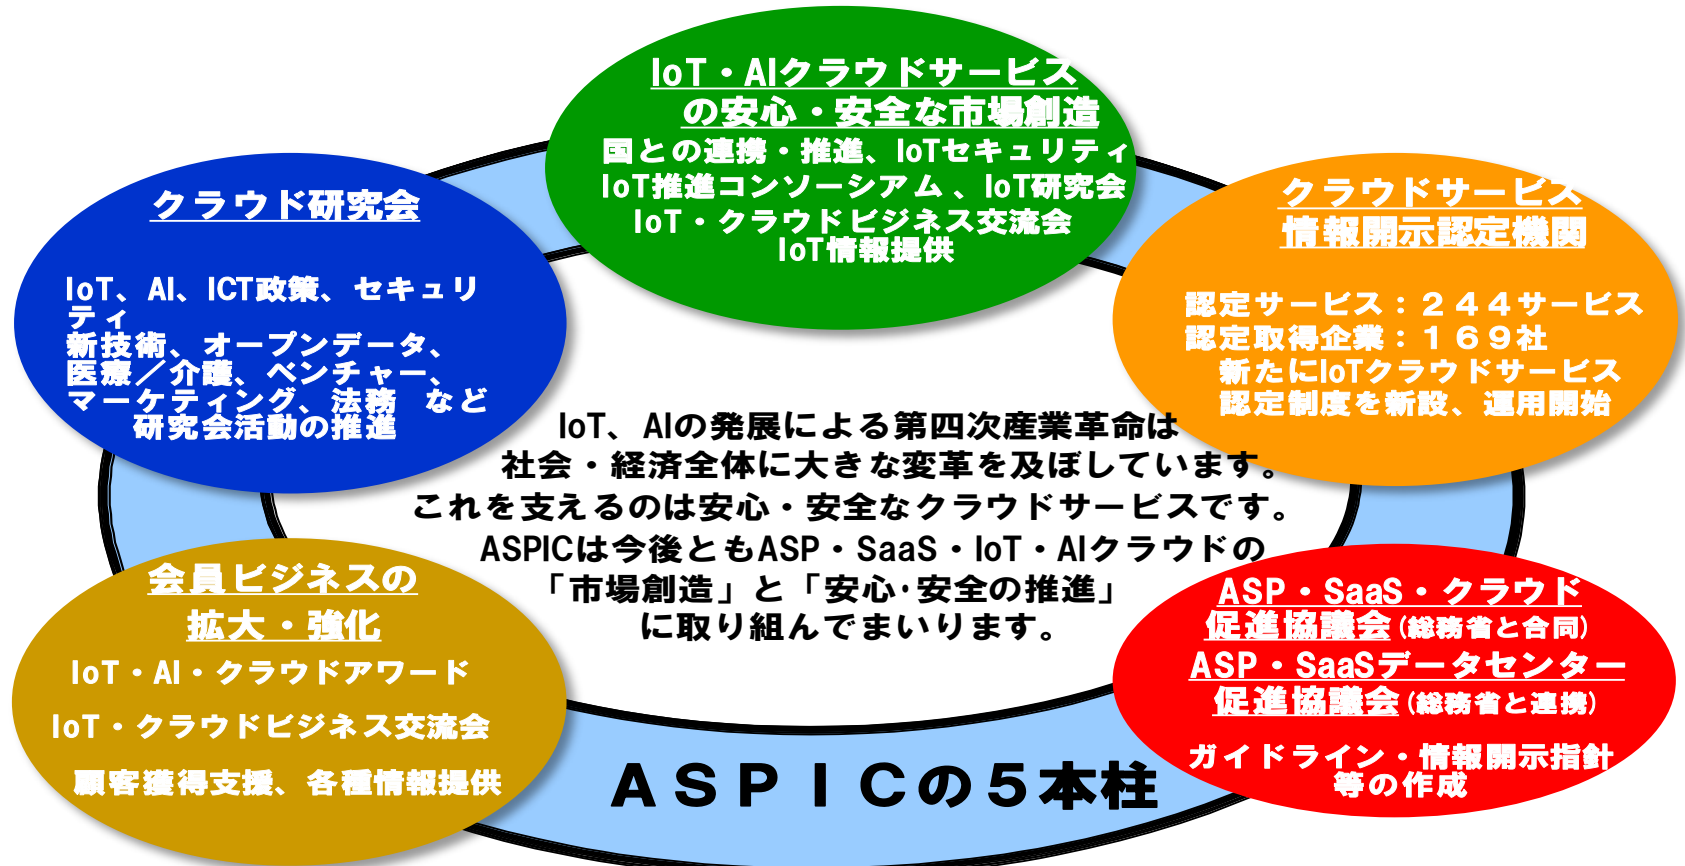 IoT・AIクラウドサービス
の安心・安全な市場創造
国との連携・推進、IoTセキュリティ
IoT推進コンソーシアム 、IoT研究会
IoT・クラウドビジネス交流会
IoT情報提供
クラウド研究会
IoT、AI、ICT政策、セキュリ
ティ
新技術、オープンデータ、
医療／介護、ベンチャー、
マーケティング、法務　など
研究会活動の推進
クラウドサービス
情報開示認定機関
認定サービス：２４４サービス
認定取得企業：１６９社
新たにIoTクラウドサービス
認定制度を新設、運用開始
IoT、AIの発展による第四次産業革命は
社会・経済全体に大きな変革を及ぼしています。
これを支えるのは安心・安全なクラウドサービスです。
ASPICは今後ともASP・SaaS・IoT・AIクラウドの
「市場創造」と「安心･安全の推進」
に取り組んでまいります。
会員ビジネスの
拡大・強化
IoT・AI・クラウドアワード
IoT・クラウドビジネス交流会
顧客獲得支援、各種情報提供
ASP・SaaS・クラウド
促進協議会(総務省と合同)
ASP・SaaSデータセンター
促進協議会(総務省と連携)
ガイドライン・情報開示指針
等の作成
ＡＳＰＩＣの５本柱